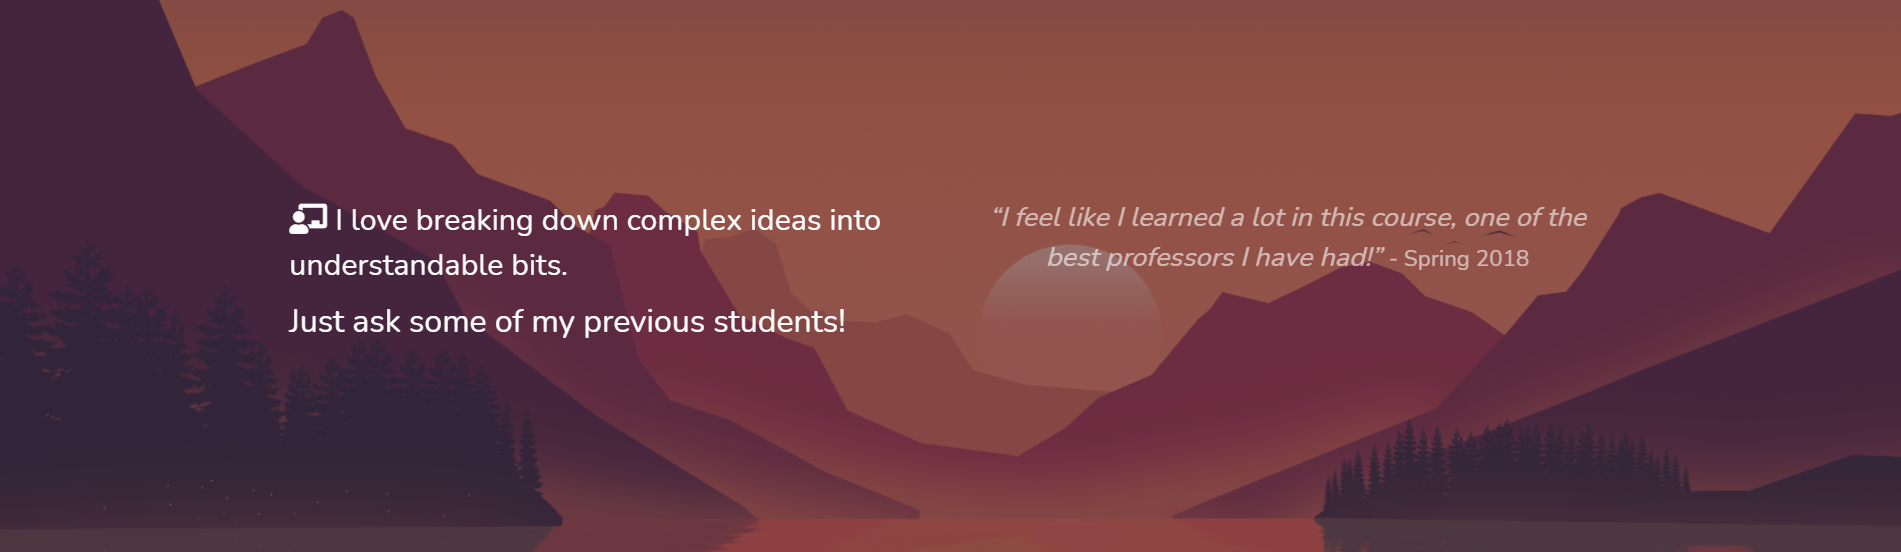 I love breaking down complex ideas into
understandable bits.
Just ask some of my previous students!
“I feel like I learned a lot in this course, one of the
best professors I have had!” - Spring 2018